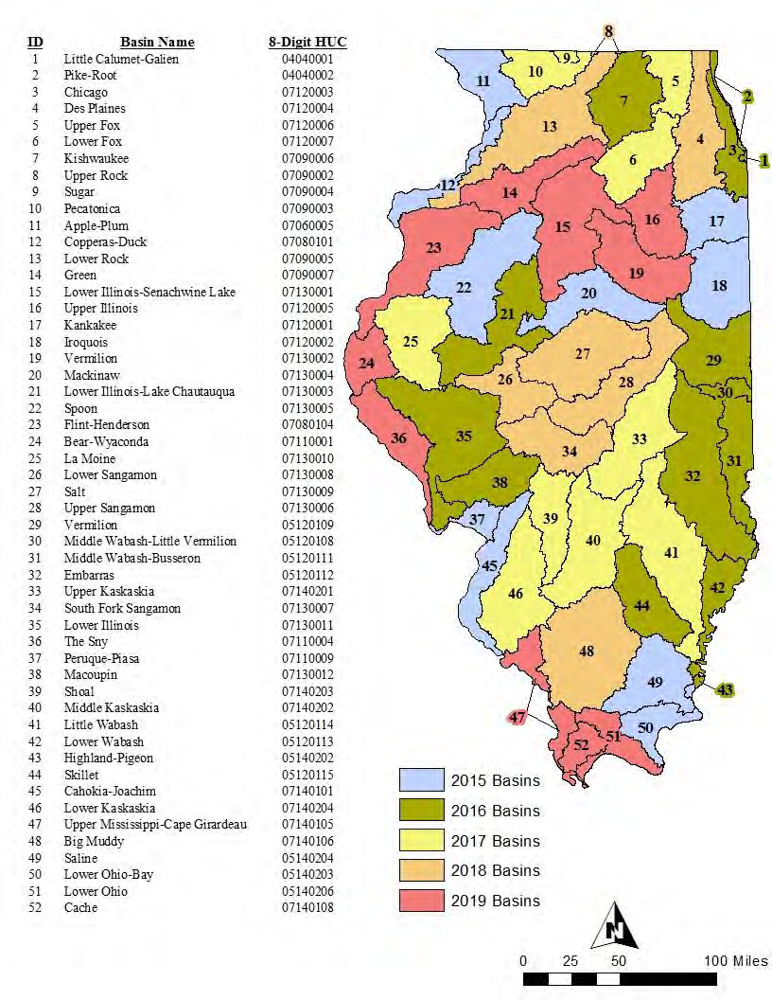 ID Basin Name 8-Digit HUC
1 Little Calumet-Galien 04040001
2 Pike-Root 04040002
3 Chicago 07120003
4 Des Plaines 07120004
5 Upper Fox 07120006
6 Lower Fox 07120007
7 Kishwaukee 07090006
8 Upper Rock 07090002
9 Sugar 07090004
10 Pecatonica 07090003
11 Apple-Plum 07060005
12 Copperas-Duck 07080101
13 Lower Rock 07090005
14 Green 07090007
15 Lower Illinois-Senachwine Lake 07130001
16 Upper Illinois 07120005
17 Kankakee 07120001
18 Iroquois 07120002
19 Vermilion 07130002
20 Mackinaw 07130004
21 Lower Illinois-Lake Chautauqua 07130003
22 Spoon 07130005
23 Flint-Henderson 07080104
24 Bear-Wyaconda 07110001
25 La Moine 07130010
26 Lower Sangamon 07130008
27 Salt 07130009
28 Upper Sangamon 07130006
29 Vermilion 05120109
30 Middle Wabash-Little Vermilion 05120108
31 Middle Wabash-Busseron 05120111
32 Embarras 05120112
33 Upper Kaskaskia 07140201
34 South Fork Sangamon 07130007
35 Lower Illinois 07130011
36 The Sny 07110004
37 Peruque-Piasa 07110009
38 Macoupin 07130012
39 Shoal 07140203
40 Middle Kaskaskia 07140202
41 Little Wabash 05120114
42 Lower Wabash 05120113
43 Highland-Pigeon 05140202
44 Skillet 05120115
45 Cahokia-Joachim 07140101
46 Lower Kaskaskia 07140204
47 Upper Mississippi-Cape Girardeau 07140105
48 Big Muddy 07140106
49 Saline 05140204
50 Lower Ohio-Bay 05140203
51 Lower Ohio 05140206
52 Cache 07140108
8
9
10
11
5
7
2
13
4
3
6
1
12
14
16
17
15
23
19
18
22
20
21
25
27
29
24
26
28
30
36
35
33
31
34
32
38
37
39
40
41
45
42
46
44
48
49
43
47
50
51
52
2015 Basins
2016 Basins
2017 Basins
2018 Basins
2019 Basins
N
0 25 50 100 Miles